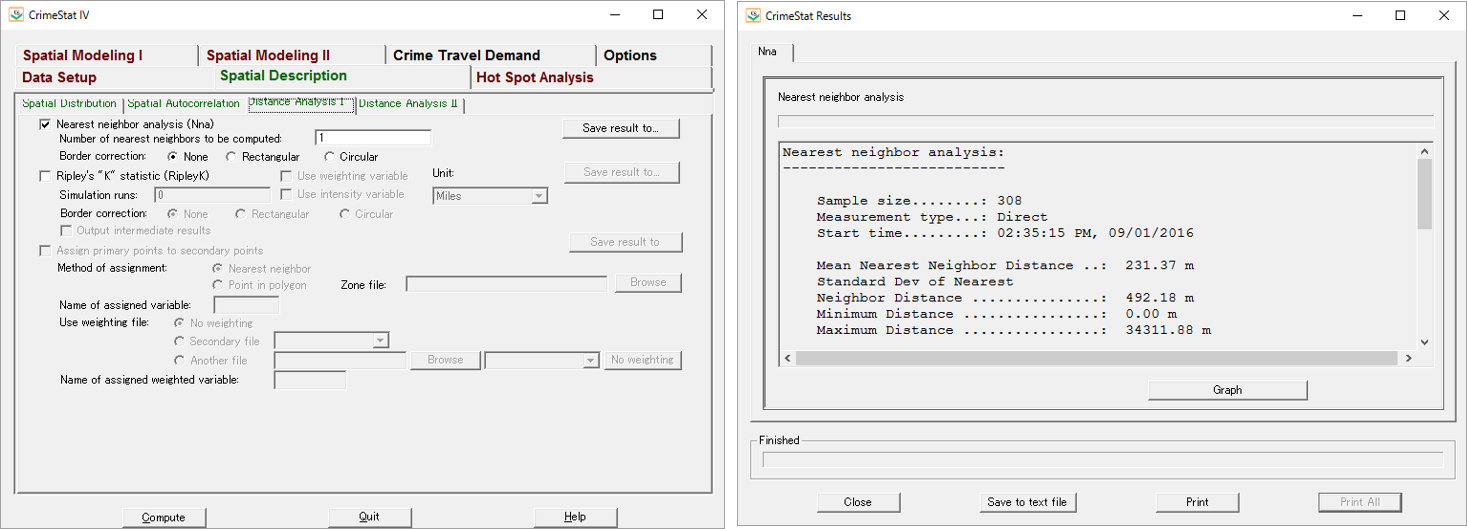 CrimeStat IV
Spatial Modeling I
Spatial Modeling II
Crime Travel Demand
Options
Data Setup
Spatial Description
Hot Spot Analysis
Spatial Distribution
Spatial Autocorrelation
Distance Analysis I
Distance Analysis II
Nearest neighbor analysis (Nna)
Number of nearest neighbors to be computed:
1
Save result to...
Border correction:
None
Rectangular
Circular
Ripley's "K" statistic (RipleyK)
Use weighting variable
Unit:
Save result to...
Simulation runs:
0
Use intensity variable
Miles
Border correction:
None
Rectangular
Circular
Output intermediate results
Assign primary points to secondary points
Save result to
Method of assignment:
Nearest neighbor
Point in polygon
Zone file:
Browse
Name of assigned variable:
Use weighting file:
No weighting
Secondary file
Another file
Browse
No weighting
Name of assigned weighted variable:
Compute
Quit
Help
CrimeStat Results
Nna
Nearest neighbor analysis
Nearest neighbor analysis:
---------------------------
Sample size........: 308
Measurement type...: Direct
Start time.........: 02:35:15 PM, 09/01/2016
Mean Nearest Neighbor Distance ..: 231.37 m
Standard Dev of Nearest
Neighbor Distance ...............: 492.18 m
Minimum Distance ................: 0.00 m
Maximum Distance ................: 34311.88 m
Graph
Finished
Close
Save to text file
Print
Print All